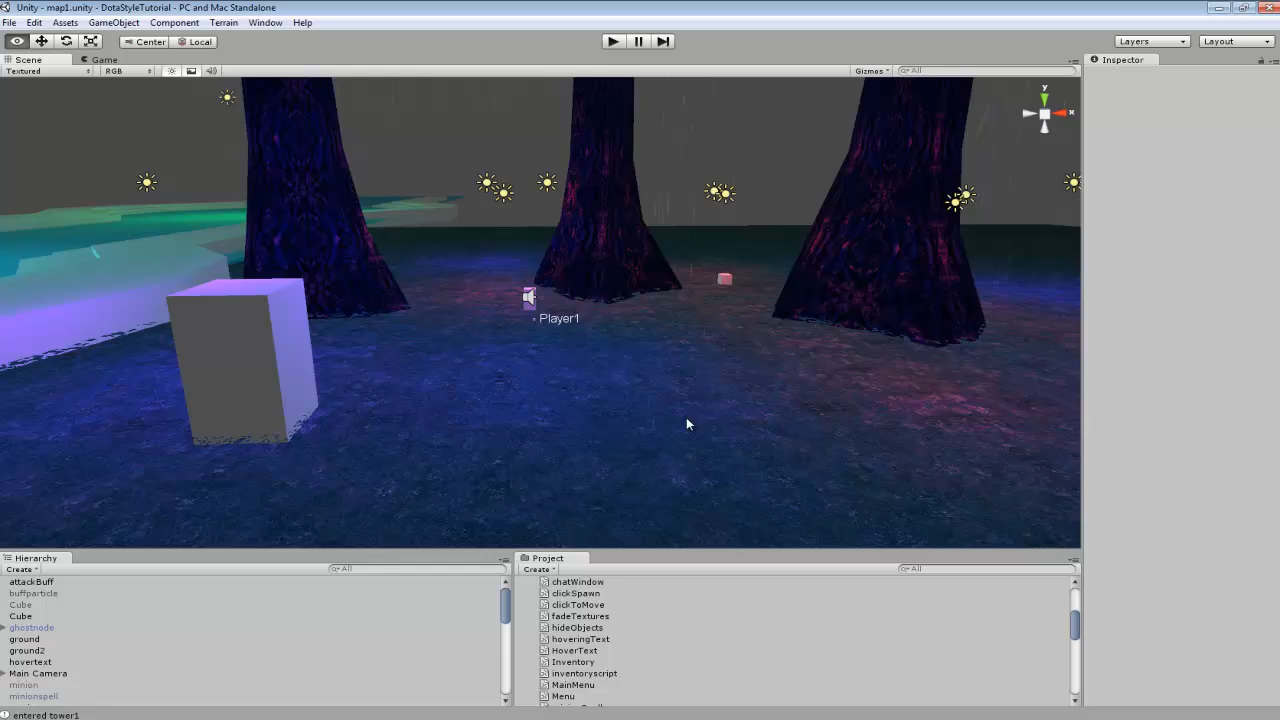 Unity - map1.unity - DotaStyleTutorial - PC and Mac Standalone
File Edit Assets GameObject Component Terrain Window Help
Center Local Layers Layout
Scene Game Inspector
Textured RGB Gizmos All
y
x
Player1
Hierarchy Project
Create All Create All
attackBuff
buffparticle
Cube
Cube
ghostnode
ground
ground2
hovertext
Main Camera
minion
minionspell
chatWindow
clickSpawn
clickToMove
fadeTextures
hideObjects
hoveringText
HoverText
Inventory
inventoryscript
MainMenu
Menu
entered tower1